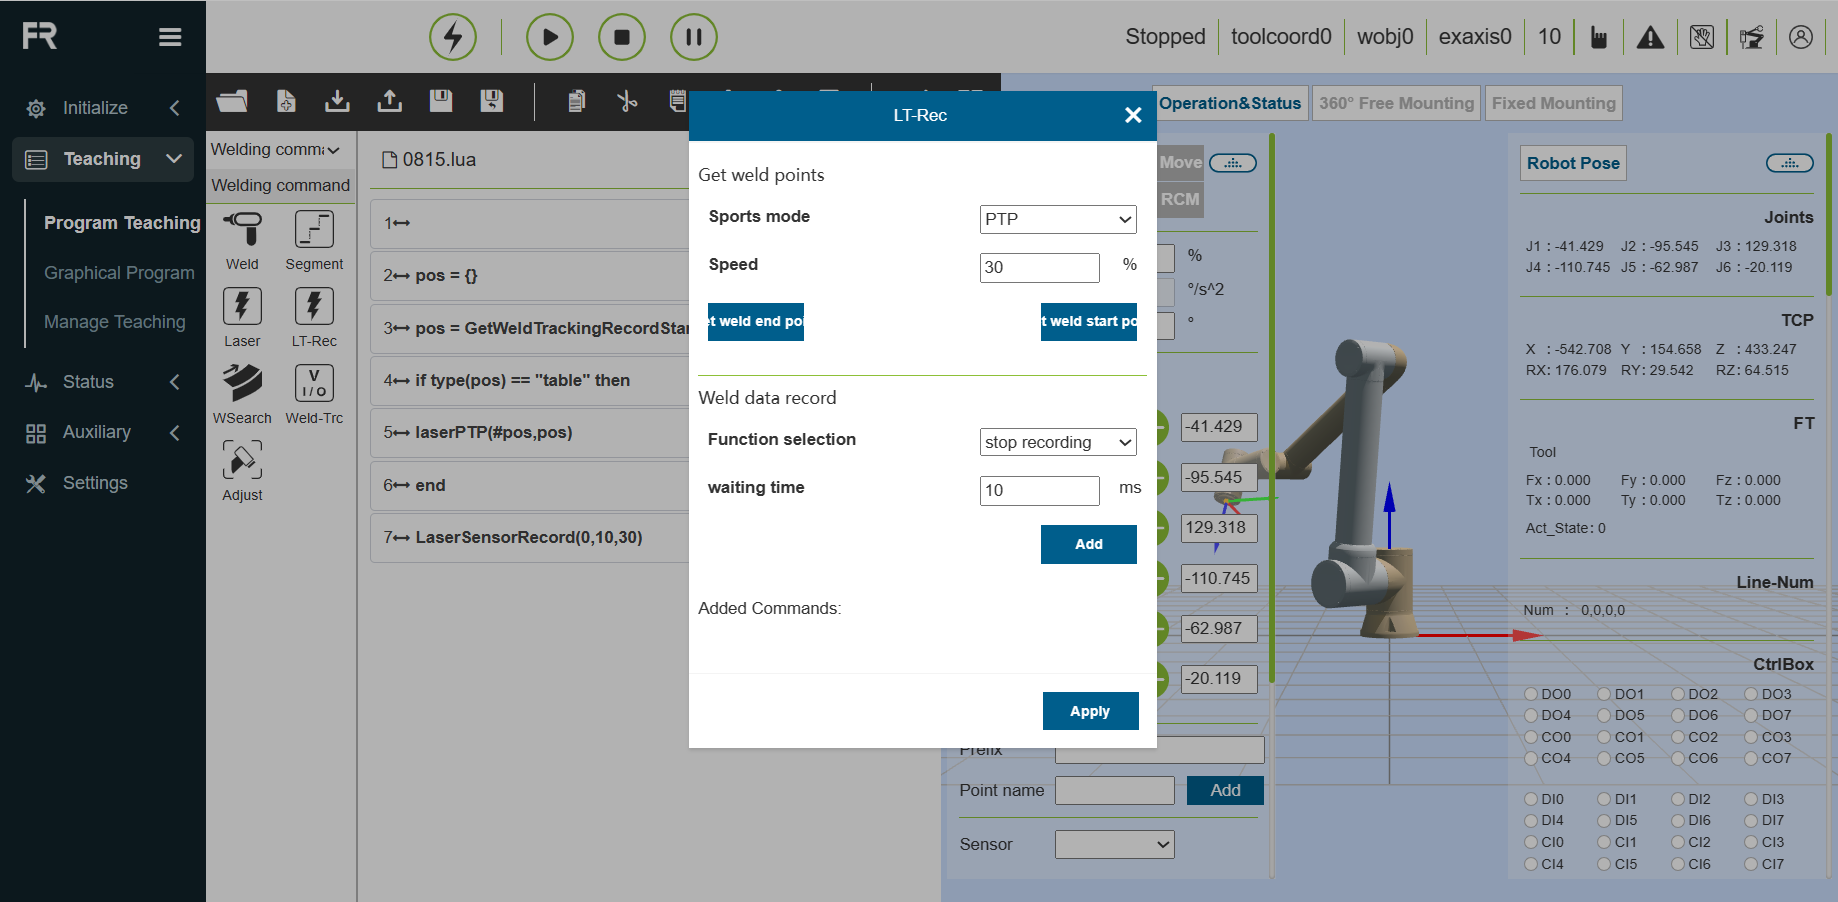 FR
Stopped
toolcoord0
wobj0
exaxis0
10
Initialize
Teaching
Program Teaching
Graphical Program
Manage Teaching
Status
Auxiliary
Settings
Welding comma
Welding command
Weld
Segment
Laser
LT-Rec
WSearch
V
I/O
Weld-Trc
Adjust
0815.lua
1
2 pos = {}
3 pos = GetWeldTrackingRecordStar
4 if type(pos) == "table" then
5 laserPTP(#pos,pos)
6 end
7 LaserSensorRecord(0,10,30)
LT-Rec
Get weld points
Sports mode
PTP
Speed
30
%
t weld end poi
t weld start po
Weld data record
Function selection
stop recording
waiting time
10
ms
Add
Added Commands:
Apply
Operation&Status
360° Free Mounting
Fixed Mounting
Move
RCM
%
°/s^2
°
-41.429
-95.545
129.318
-110.745
-62.987
-20.119
Prefix
Point name
Add
Sensor
Robot Pose
Joints
J1 : -41.429 J2 : -95.545 J3 : 129.318
J4 : -110.745 J5 : -62.987 J6 : -20.119
TCP
X : -542.708 Y : 154.658 Z : 433.247
RX: 176.079 RY: 29.542 RZ: 64.515
FT
Tool
Fx : 0.000 Fy : 0.000 Fz : 0.000
Tx : 0.000 Ty : 0.000 Tz : 0.000
Act_State: 0
Line-Num
Num : 0,0,0,0
CtrlBox
DO0 DO1 DO2 DO3
DO4 DO5 DO6 DO7
CO0 CO1 CO2 CO3
CO4 CO5 CO6 CO7
DI0 DI1 DI2 DI3
DI4 DI5 DI6 DI7
CI0 CI1 CI2 CI3
CI4 CI5 CI6 CI7